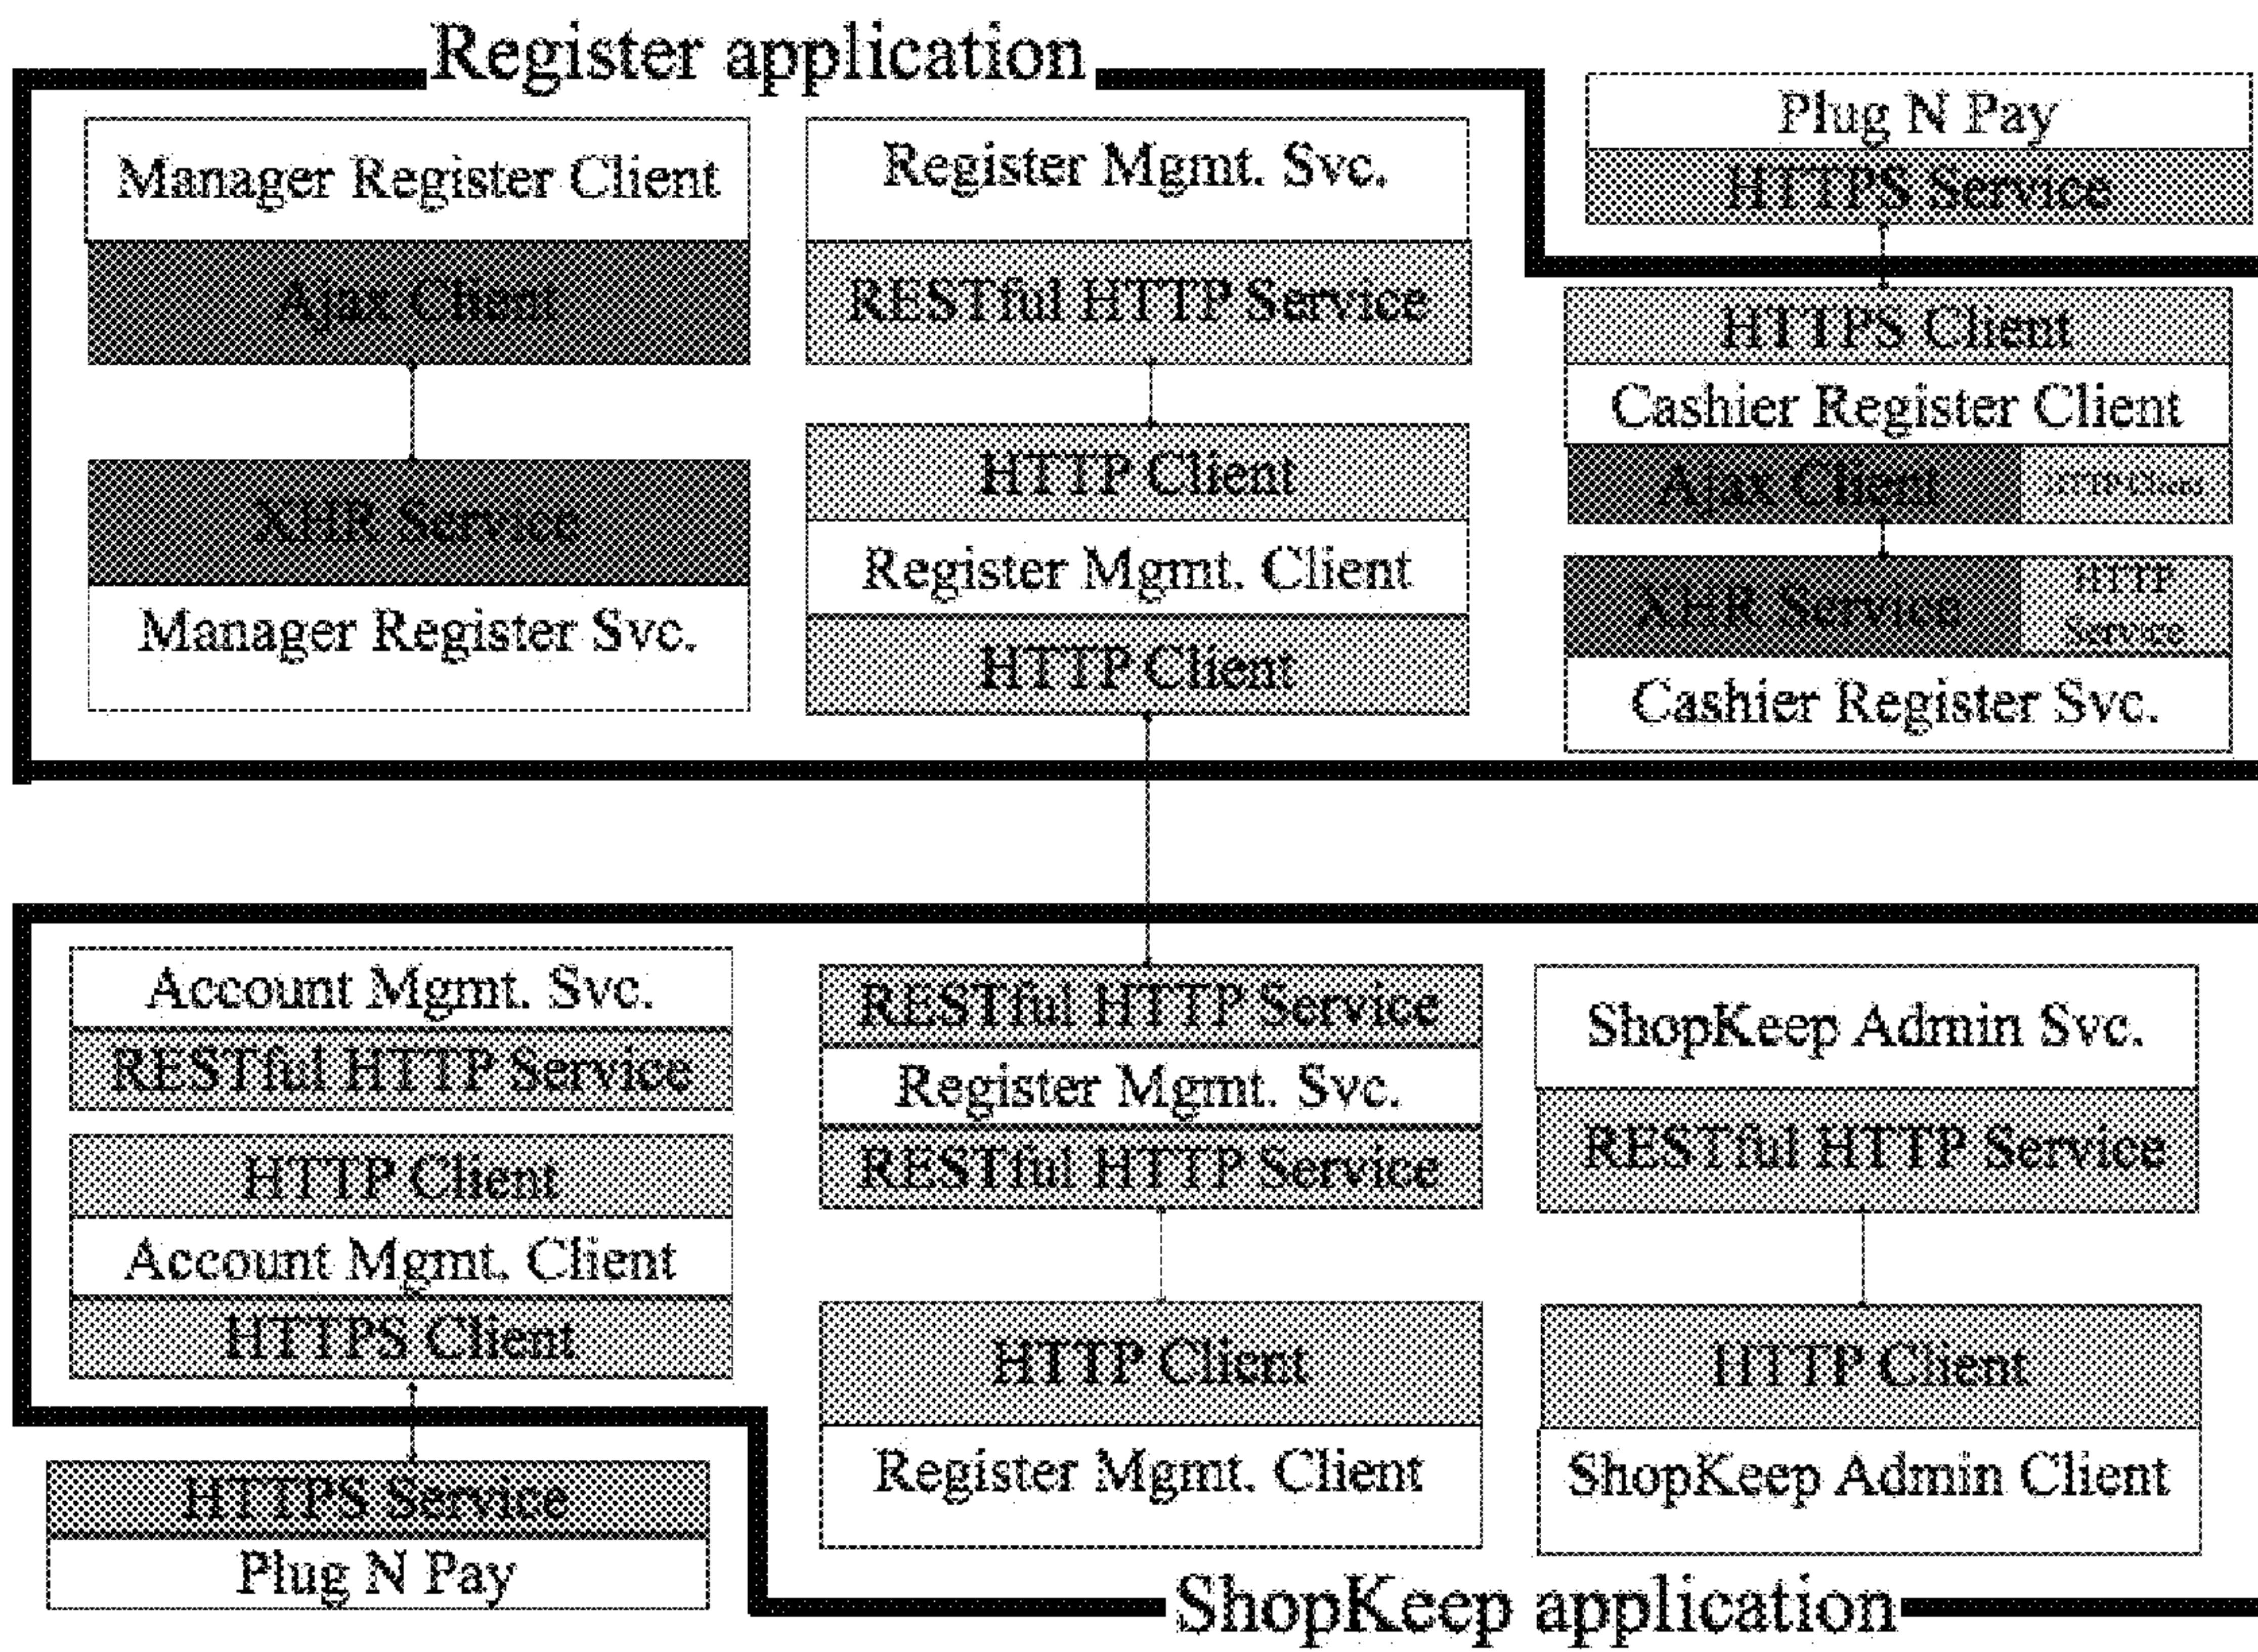 Register application
Manager Register Client
Ajax Client
XHR Service
Manager Register Svc.
Register Mgmt. Svc.
RESTful HTTP Service
HTTP Client
Register Mgmt. Client
HTTP Client
Plug N Pay
HTTPS Service
HTTPS Client
Cashier Register Client
Ajax Client
HTTP Client
XHR Service
HTTP
Service
Cashier Register Svc.
Account Mgmt. Svc.
RESTful HTTP Service
HTTP Client
Account Mgmt. Client
HTTPS Client
HTTPS Service
Plug N Pay
RESTful HTTP Service
Register Mgmt. Svc.
RESTful HTTP Service
HTTP Client
Register Mgmt. Client
ShopKeep Admin Svc.
RESTful HTTP Service
HTTP Client
ShopKeep Admin Client
ShopKeep application